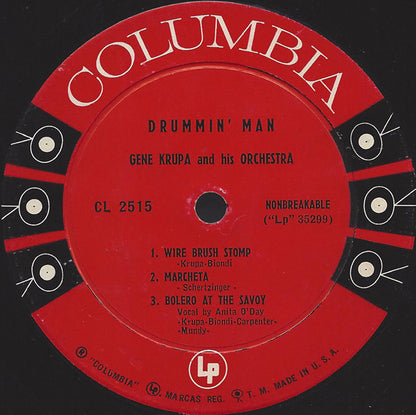 COLUMBIA
DRUMMIN' MAN
GENE KRUPA and his ORCHESTRA
CL 2515
NONBREAKABLE
("Lp" 35299)
1. WIRE BRUSH STOMP
-Krupa-Biondi
2. MARCHETA
-Schertzinger-
3. BOLERO AT THE SAVOY
Vocal by Anita O'Day
-Krupa-Biondi-Carpenter-
-Mundy-
Lp
® "COLUMBIA" Lp MARCAS REG. T. M. MADE IN U. S. A.